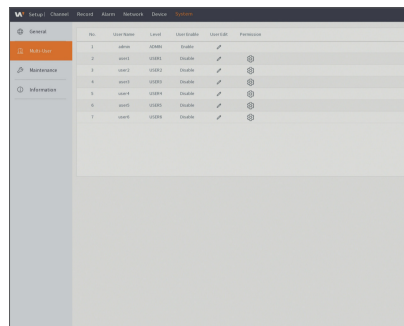 Setup | Channel Record Alarm Network Device System
General
Multi-User
Maintenance
Information
No. User Name Level User Enable User Edit Permission
1 admin ADMIN Enable
2 user1 USER1 Disable
3 user2 USER2 Disable
4 user3 USER3 Disable
5 user4 USER4 Disable
6 user5 USER5 Disable
7 user6 USER6 Disable